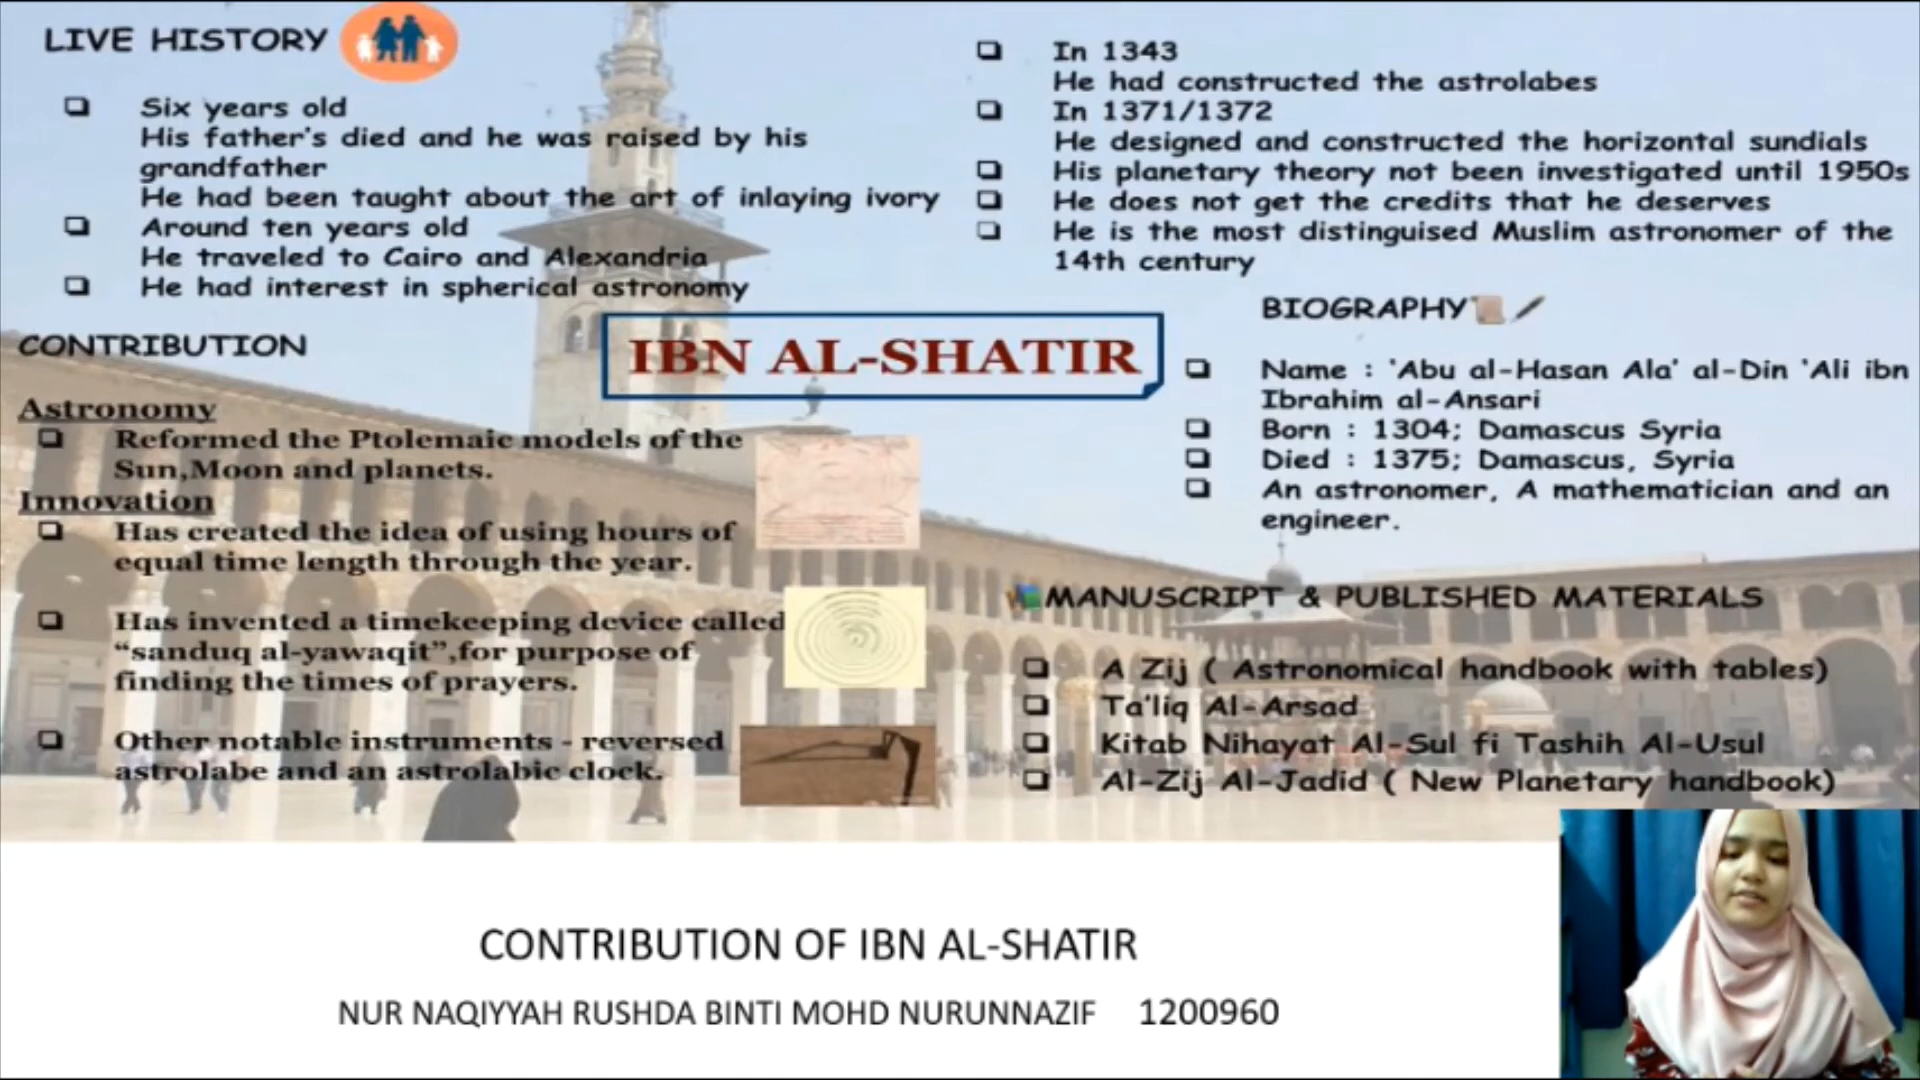 LIVE HISTORY
❏ Six years old
His father's died and he was raised by his
grandfather
He had been taught about the art of inlaying ivory
❏ Around ten years old
He traveled to Cairo and Alexandria
❏ He had interest in spherical astronomy
❏ In 1343
He had constructed the astrolabes
❏ In 1371/1372
He designed and constructed the horizontal sundials
❏ His planetary theory not been investigated until 1950s
❏ He does not get the credits that he deserves
❏ He is the most distinguised Muslim astronomer of the
14th century
IBN AL-SHATIR
CONTRIBUTION
Astronomy
❏ Reformed the Ptolemaic models of the
Sun,Moon and planets.
Innovation
❏ Has created the idea of using hours of
equal time length through the year.
❏ Has invented a timekeeping device called
“sanduq al-yawaqit”,for purpose of
finding the times of prayers.
❏ Other notable instruments - reversed
astrolabe and an astrolabic clock.
BIOGRAPHY
❏ Name : 'Abu al-Hasan Ala' al-Din 'Ali ibn
Ibrahim al-Ansari
❏ Born : 1304; Damascus Syria
❏ Died : 1375; Damascus, Syria
❏ An astronomer, A mathematician and an
engineer.
MANUSCRIPT & PUBLISHED MATERIALS
❏ A Zij ( Astronomical handbook with tables)
❏ Ta'liq Al-Arsad
❏ Kitab Nihayat Al-Sul fi Tashih Al-Usul
❏ Al-Zij Al-Jadid ( New Planetary handbook)
CONTRIBUTION OF IBN AL-SHATIR
NUR NAQIYYAH RUSHDA BINTI MOHD NURUNNAZIF 1200960